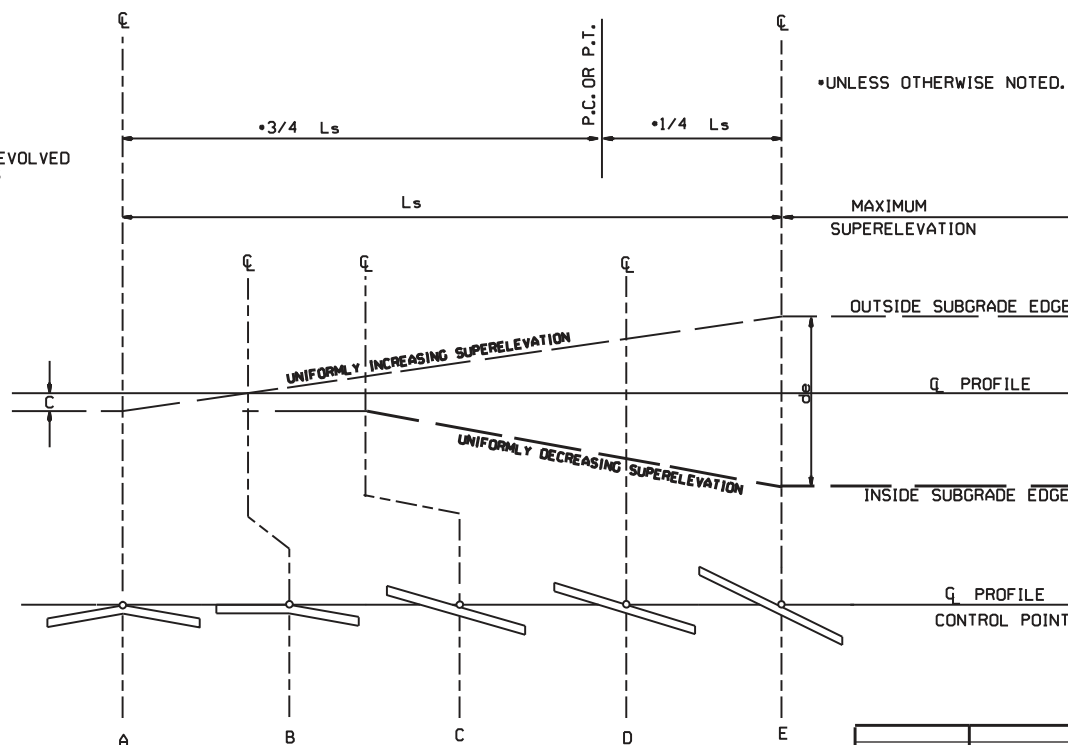 ℄ ℄
P.C. OR P.T.
*UNLESS OTHERWISE NOTED.
*3/4 Ls
*1/4 Ls
EVOLVED
Ls
MAXIMUM
SUPERELEVATION
℄ ℄ ℄
OUTSIDE SUBGRADE EDGE
UNIFORMLY INCREASING SUPERELEVATION
C
de
℄ PROFILE
UNIFORMLY DECREASING SUPERELEVATION
INSIDE SUBGRADE EDGE
℄ PROFILE
CONTROL POINT
A B C D E